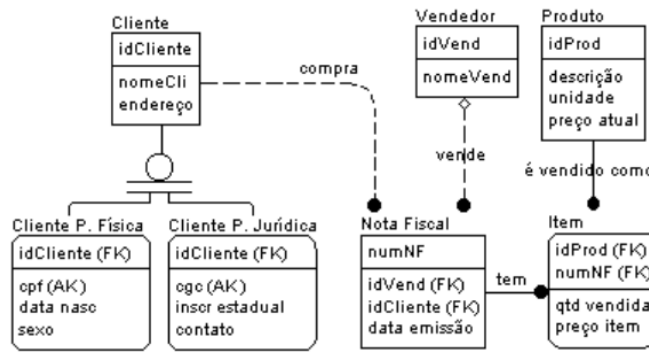 Cliente
idCliente
nomeCli
endereço
compra
Vendedor
idVend
nomeVend
vende
Produto
idProd
descrição
unidade
preço atual
é vendido como
Cliente P. Física
idCliente (FK)
cpf (AK)
data nasc
sexo
Cliente P. Jurídica
idCliente (FK)
cgc (AK)
inscr estadual
contato
Nota Fiscal
numNF
idVend (FK)
idCliente (FK)
data emissão
tem
Item
idProd (FK)
numNF (FK)
qtd vendida
preço item